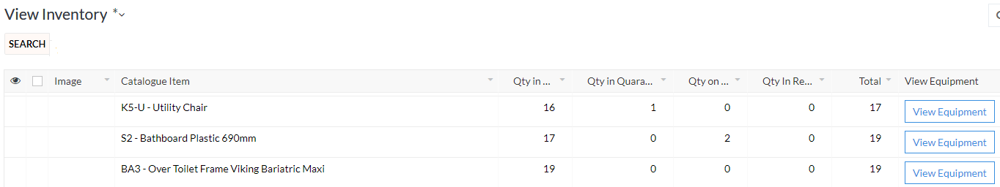 View Inventory *
SEARCH
Image Catalogue Item Qty in ... Qty in Quara... Qty on ... Qty In Re... Total View Equipment
K5-U - Utility Chair 16 1 0 0 17 View Equipment
S2 - Bathboard Plastic 690mm 17 0 2 0 19 View Equipment
BA3 - Over Toilet Frame Viking Bariatric Maxi 19 0 0 0 19 View Equipment